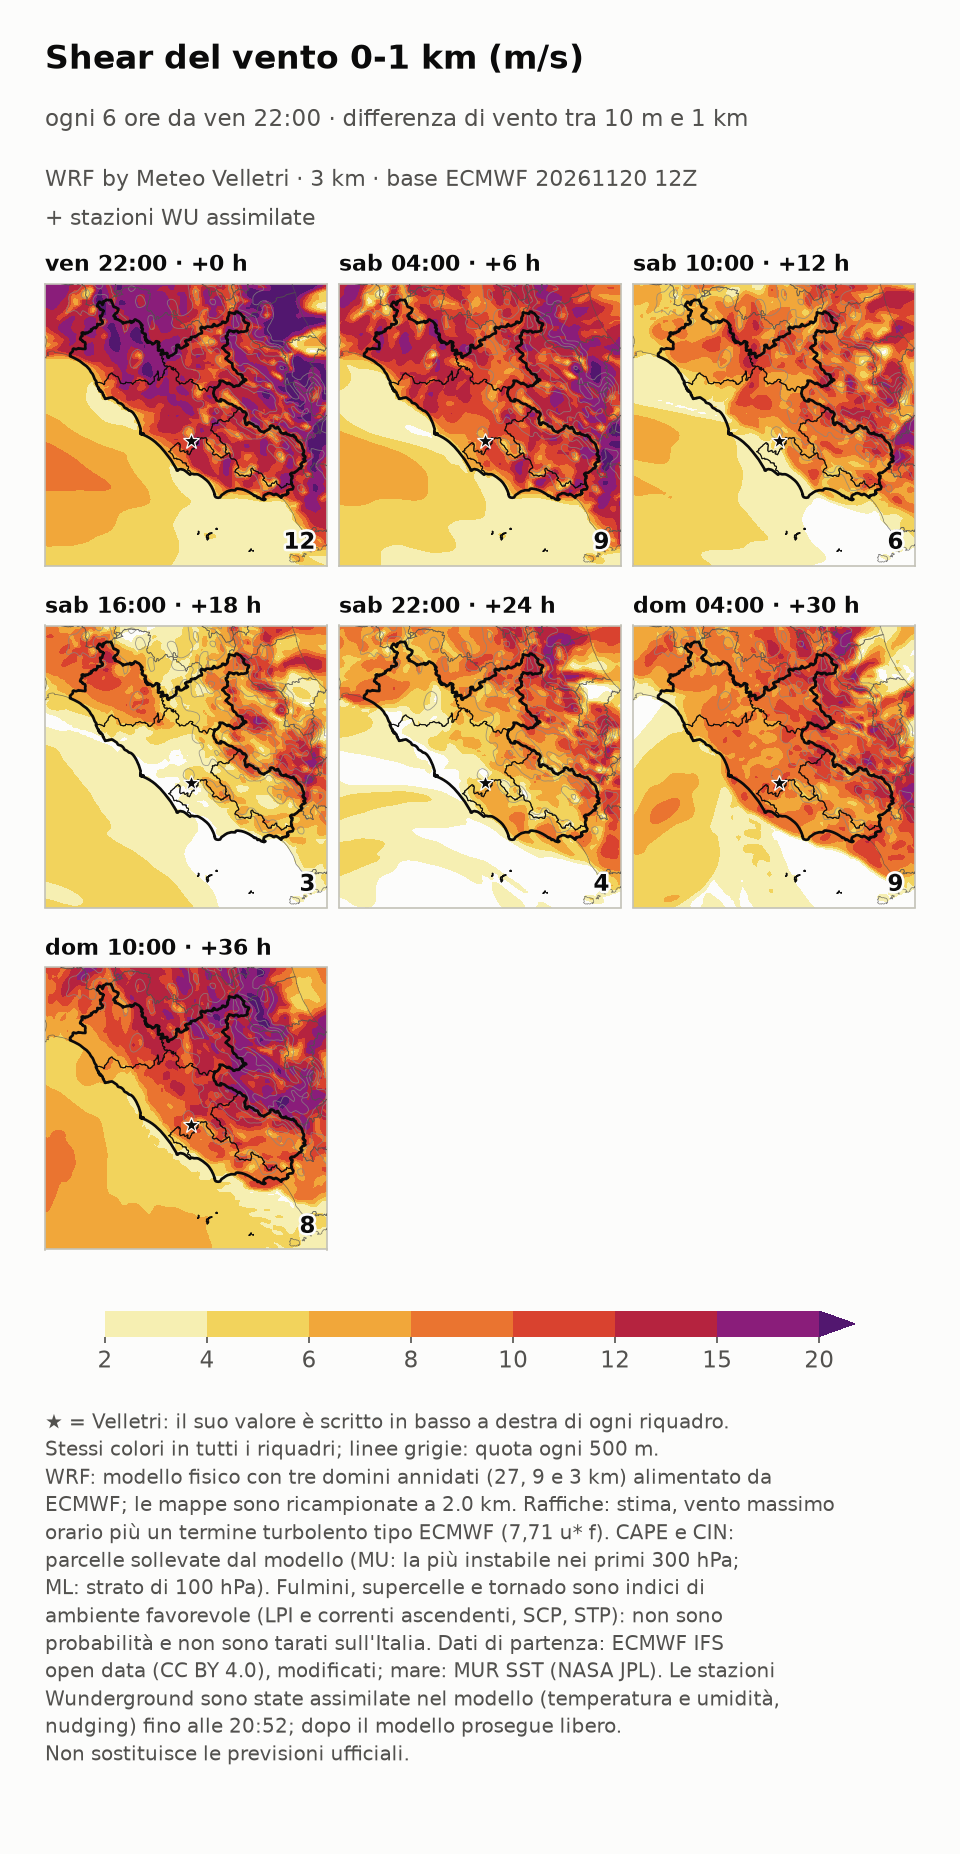 Shear del vento 0-1 km (m/s)
ogni 6 ore da ven 22:00 · differenza di vento tra 10 m e 1 km
WRF by Meteo Velletri · 3 km · base ECMWF 20261120 12Z
+ stazioni WU assimilate
ven 22:00 · +0 h
sab 04:00 · +6 h
sab 10:00 · +12 h
12
9
6
sab 16:00 · +18 h
sab 22:00 · +24 h
dom 04:00 · +30 h
3
4
9
dom 10:00 · +36 h
8
2 4 6 8 10 12 15 20
★ = Velletri: il suo valore è scritto in basso a destra di ogni riquadro.
Stessi colori in tutti i riquadri; linee grigie: quota ogni 500 m.
WRF: modello fisico con tre domini annidati (27, 9 e 3 km) alimentato da
ECMWF; le mappe sono ricampionate a 2.0 km. Raffiche: stima, vento massimo
orario più un termine turbolento tipo ECMWF (7,71 u* f). CAPE e CIN:
parcelle sollevate dal modello (MU: la più instabile nei primi 300 hPa;
ML: strato di 100 hPa). Fulmini, supercelle e tornado sono indici di
ambiente favorevole (LPI e correnti ascendenti, SCP, STP): non sono
probabilità e non sono tarati sull'Italia. Dati di partenza: ECMWF IFS
open data (CC BY 4.0), modificati; mare: MUR SST (NASA JPL). Le stazioni
Wunderground sono state assimilate nel modello (temperatura e umidità,
nudging) fino alle 20:52; dopo il modello prosegue libero.
Non sostituisce le previsioni ufficiali.